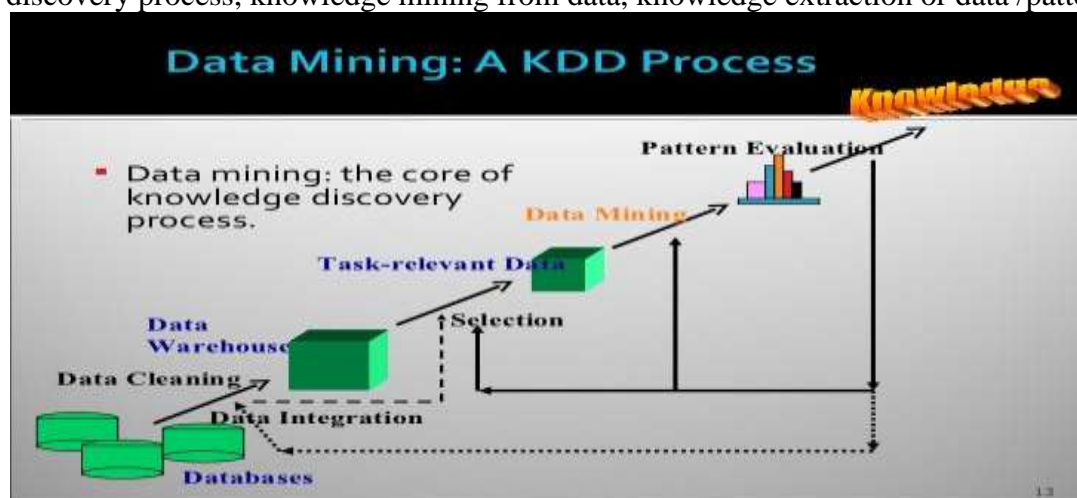 discovery process, knowledge mining from data, knowledge extraction or data /patte
Data Mining: A KDD Process
Knowledge
Pattern Evaluation
▪ Data mining: the core of
knowledge discovery
process.
Data Mining
Task-relevant Data
Selection
Data
Warehouse
Data Cleaning
Data Integration
Databases
13